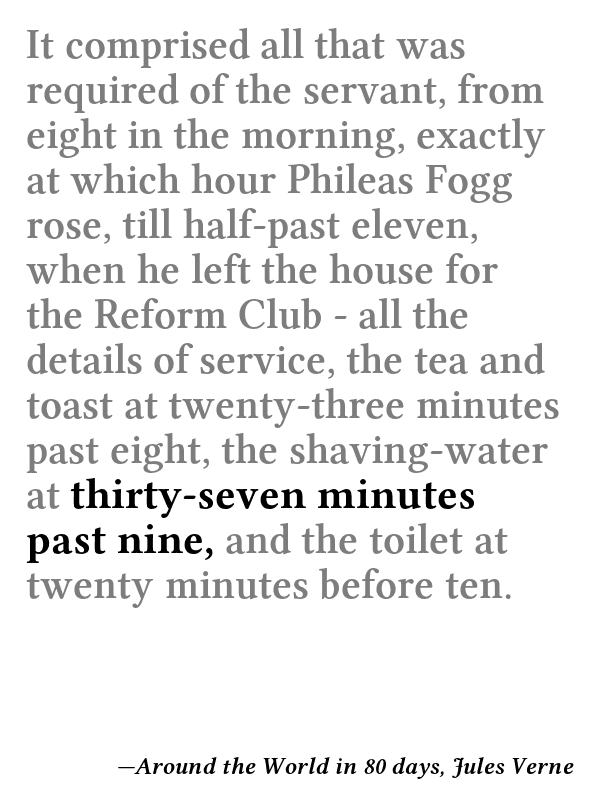 It comprised all that was
required of the servant, from
eight in the morning, exactly
at which hour Phileas Fogg
rose, till half-past eleven,
when he left the house for
the Reform Club - all the
details of service, the tea and
toast at twenty-three minutes
past eight, the shaving-water
at thirty-seven minutes
past nine, and the toilet at
twenty minutes before ten.
—Around the World in 80 days, Jules Verne